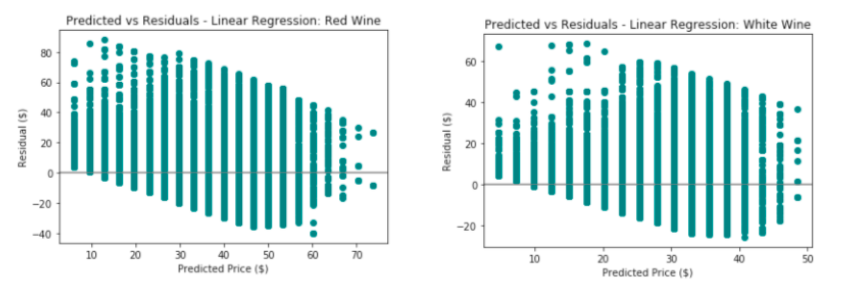 Predicted vs Residuals - Linear Regression: Red Wine
80
60
40
20
0
−20
−40
Residual ($)
10 20 30 40 50 60 70
Predicted Price ($)
Predicted vs Residuals - Linear Regression: White Wine
60
40
20
0
−20
Residual ($)
10 20 30 40 50
Predicted Price ($)